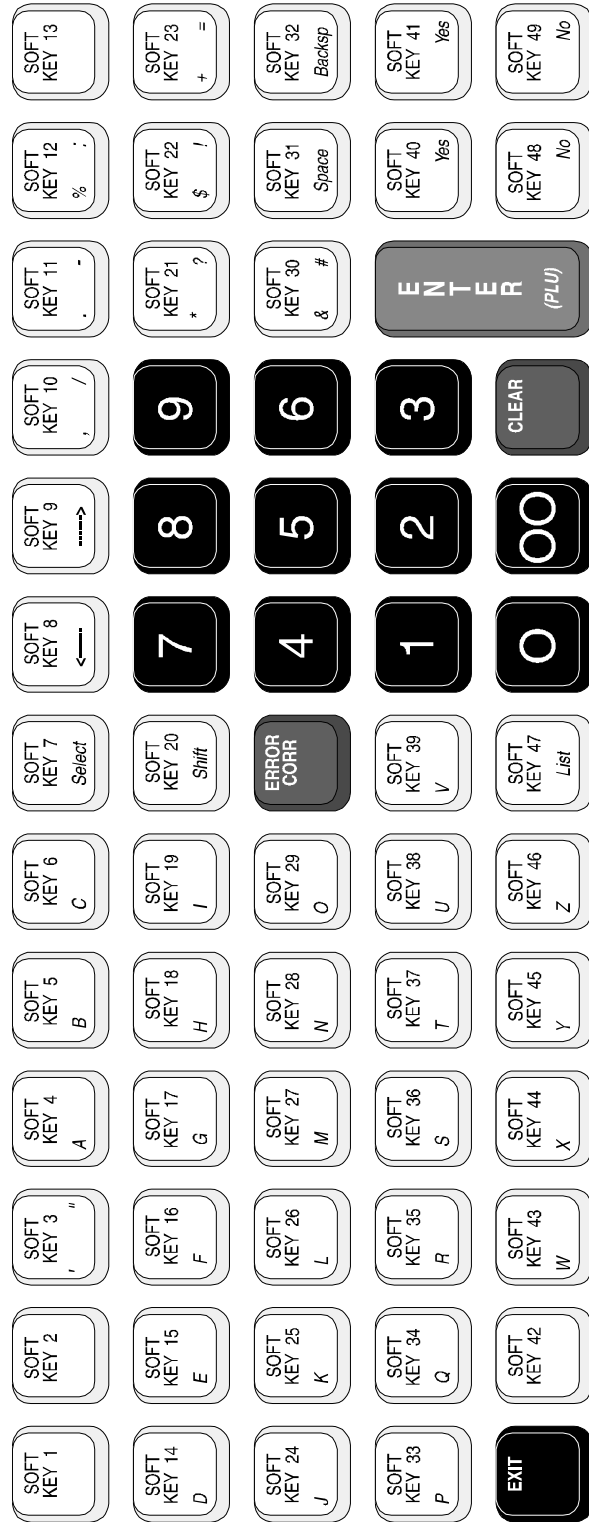 SOFT
KEY 1
SOFT
KEY 2
SOFT
KEY 3
' "
SOFT
KEY 4
A
SOFT
KEY 5
B
SOFT
KEY 6
C
SOFT
KEY 7
Select
SOFT
KEY 8
<-----
SOFT
KEY 9
----->
SOFT
KEY 10
, /
SOFT
KEY 11
. -
SOFT
KEY 12
% :
SOFT
KEY 13
SOFT
KEY 14
D
SOFT
KEY 15
E
SOFT
KEY 16
F
SOFT
KEY 17
G
SOFT
KEY 18
H
SOFT
KEY 19
I
SOFT
KEY 20
Shift
7
8
9
SOFT
KEY 21
* ?
SOFT
KEY 22
$ !
SOFT
KEY 23
+ =
SOFT
KEY 24
J
SOFT
KEY 25
K
SOFT
KEY 26
L
SOFT
KEY 27
M
SOFT
KEY 28
N
SOFT
KEY 29
O
ERROR
CORR
4
5
6
SOFT
KEY 30
& #
SOFT
KEY 31
Space
SOFT
KEY 32
Backsp
SOFT
KEY 33
P
SOFT
KEY 34
Q
SOFT
KEY 35
R
SOFT
KEY 36
S
SOFT
KEY 37
T
SOFT
KEY 38
U
SOFT
KEY 39
V
1
2
3
ENTER
(PLU)
SOFT
KEY 40
Yes
SOFT
KEY 41
Yes
EXIT
SOFT
KEY 42
SOFT
KEY 43
W
SOFT
KEY 44
X
SOFT
KEY 45
Y
SOFT
KEY 46
Z
SOFT
KEY 47
List
0
00
CLEAR
SOFT
KEY 48
No
SOFT
KEY 49
No